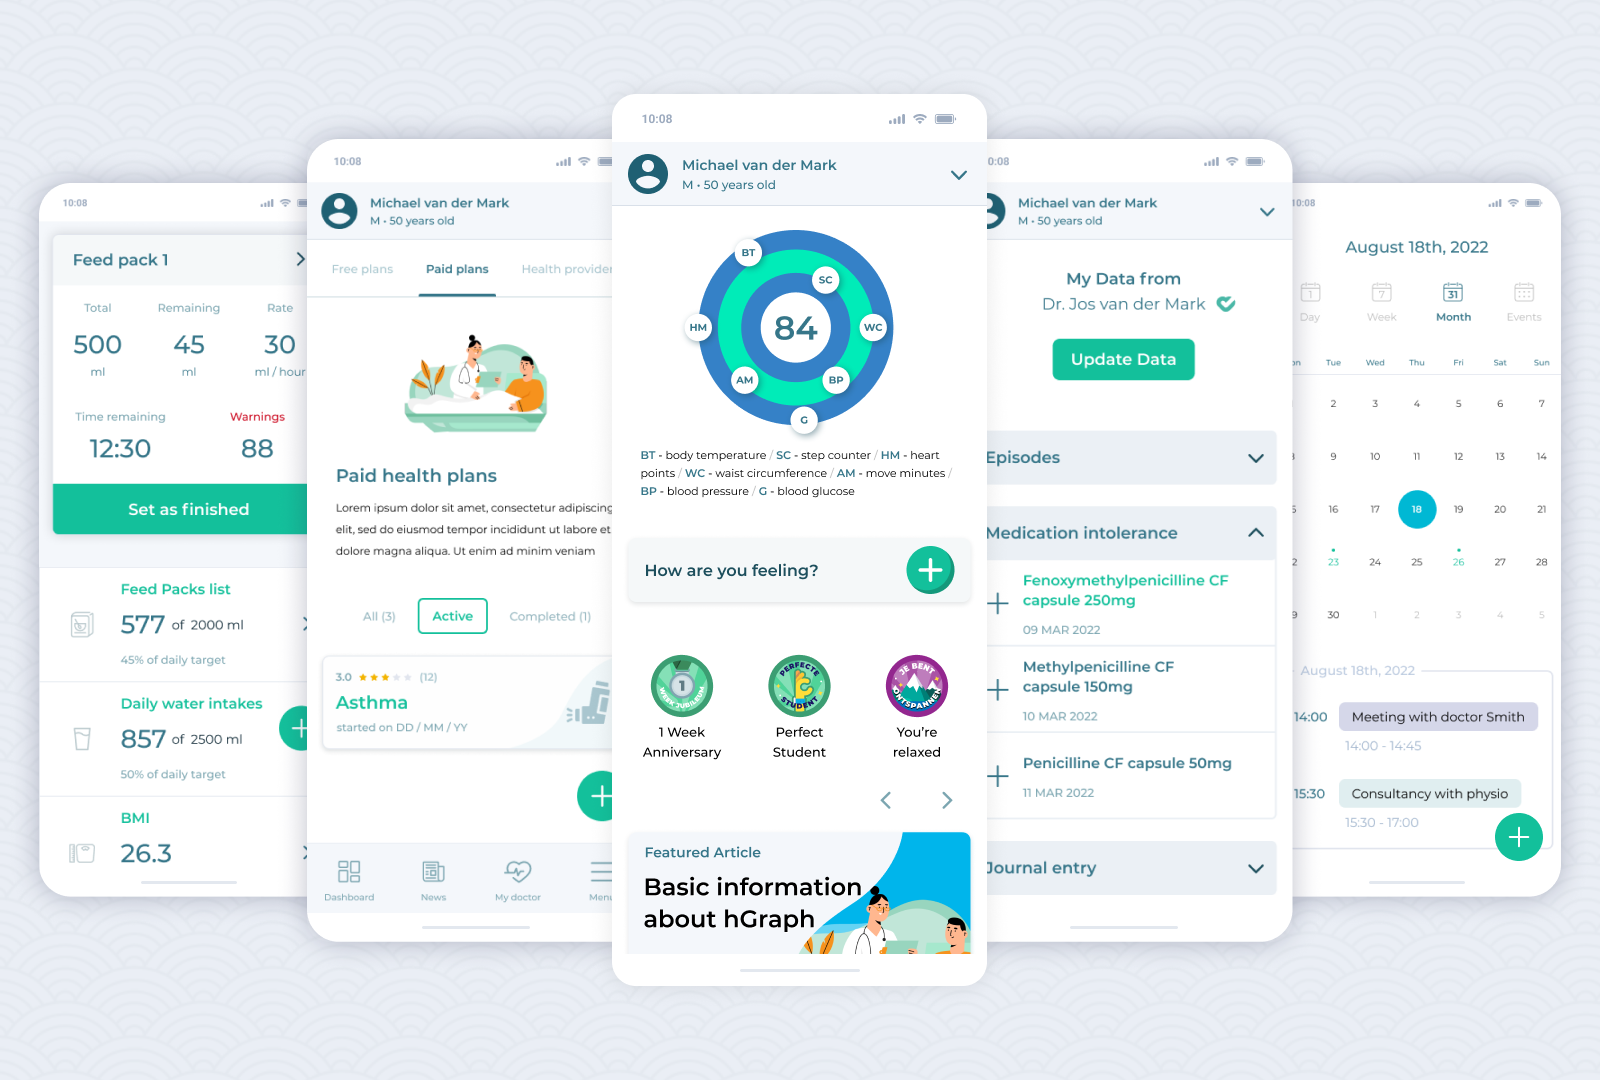 10:08
Feed pack 1
Total Remaining Rate
500 45 30
ml ml ml / hour
Time remaining Warnings
12:30 88
Set as finished
Feed Packs list
577 of 2000 ml
45% of daily target
Daily water intakes
857 of 2500 ml
50% of daily target
BMI
26.3
10:08
Michael van der Mark
M • 50 years old
Free plans Paid plans Health provider
Paid health plans
Lorem ipsum dolor sit amet, consectetur adipiscing
elit, sed do eiusmod tempor incididunt ut labore et
dolore magna aliqua. Ut enim ad minim veniam
All (3) Active Completed (1)
3.0 (12)
Asthma
started on DD / MM / YY
Dashboard News My doctor Menu
10:08
Michael van der Mark
M • 50 years old
BT
SC
HM 84 WC
AM BP
G
BT - body temperature / SC - step counter / HM - heart
points / WC - waist circumference / AM - move minutes /
BP - blood pressure / G - blood glucose
How are you feeling?
1
WEEK JUBILEUM
PERFECTE
STUDENT
JE BENT
ONTSPANNEN
1 Week
Anniversary
Perfect
Student
You're
relaxed
Featured Article
Basic information
about hGraph
0:08
Michael van der Mark
M • 50 years old
My Data from
Dr. Jos van der Mark
Update Data
Episodes
Medication intolerance
Fenoxymethylpenicilline CF
capsule 250mg
09 MAR 2022
Methylpenicilline CF
capsule 150mg
10 MAR 2022
Penicilline CF capsule 50mg
11 MAR 2022
Journal entry
10:08
August 18th, 2022
1 7 31
Day Week Month Events
on Tue Wed Thu Fri Sat Sun
2 3 4 5 6 7
9 10 11 12 13 14
16 17 18 19 20 21
2 23 24 25 26 27 28
9 30 1 2 3 4 5
August 18th, 2022
14:00 Meeting with doctor Smith
14:00 - 14:45
15:30 Consultancy with physio
15:30 - 17:00